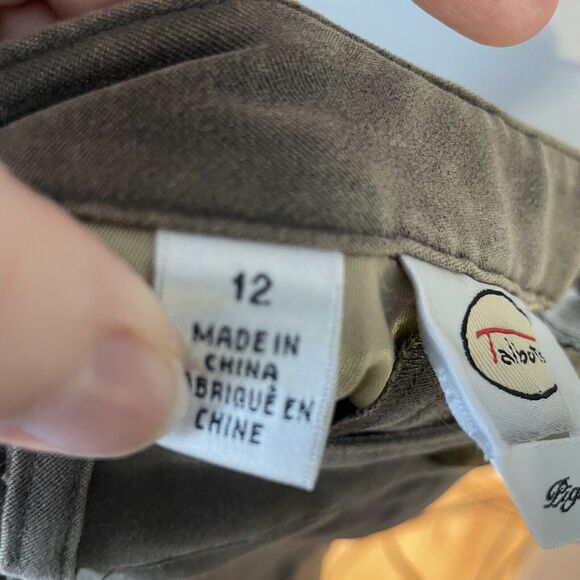 12
MADE IN
CHINA
FABRIQUÉ EN
CHINE
Talbots